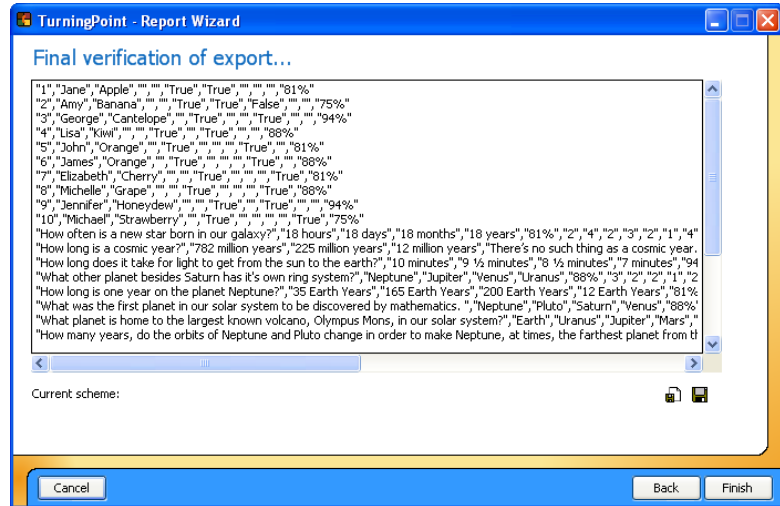 TurningPoint - Report Wizard
Final verification of export...
"1","Jane","Apple","","","True","True","","","","81%"
"2","Amy","Banana","","","True","True","False","","","75%"
"3","George","Cantelope","","True","","","True","","","94%"
"4","Lisa","Kiwi","","","True","","True","","","88%"
"5","John","Orange","","True","","","","True","","81%"
"6","James","Orange","","True","","","True","","","88%"
"7","Elizabeth","Cherry","","","True","","","True","","81%"
"8","Michelle","Grape","","","True","","","True","","88%"
"9","Jennifer","Honeydew","","","True","","True","","","94%"
"10","Michael","Strawberry","","True","","","","","True","75%"
"How often is a new star born in our galaxy?","18 hours","18 days","18 months","18 years","81%","2","4","2","3","2","1","4"
"How long is a cosmic year?","782 million years","225 million years","12 million years","There's no such thing as a cosmic year.
"How long does it take for light to get from the sun to the earth?","10 minutes","9 ½ minutes","8 ½ minutes","7 minutes","94
"What other planet besides Saturn has it's own ring system?","Neptune","Jupiter","Venus","Uranus","88%","3","2","2","1","2
"How long is one year on the planet Neptune?","35 Earth Years","165 Earth Years","200 Earth Years","12 Earth Years","81%
"What was the first planet in our solar system to be discovered by mathematics. ","Neptune","Pluto","Saturn","Venus","88%"
"What planet is home to the largest known volcano, Olympus Mons, in our solar system?","Earth","Uranus","Jupiter","Mars","
"How many years, do the orbits of Neptune and Pluto change in order to make Neptune, at times, the farthest planet from
Current scheme:
Cancel
Back
Finish